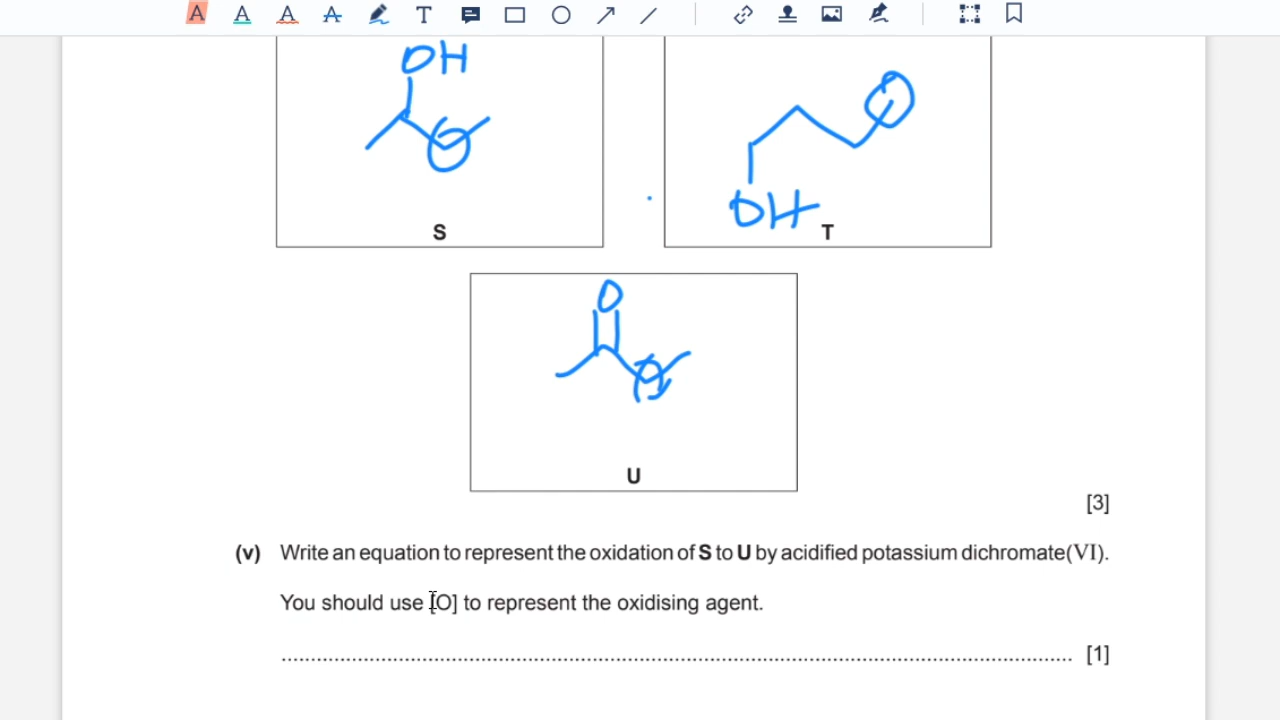 OH
S
OH
T
O
U
[3]
(v) Write an equation to represent the oxidation of S to U by acidified potassium dichromate(VI).
You should use [O] to represent the oxidising agent.
[1]